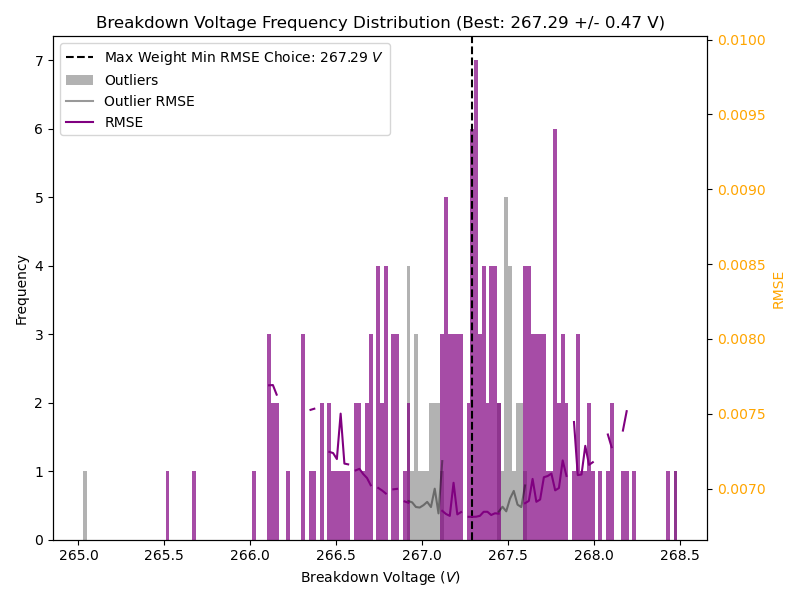 Breakdown Voltage Frequency Distribution (Best: 267.29 +/- 0.47 V)
Max Weight Min RMSE Choice: 267.29 V
Outliers
Outlier RMSE
RMSE
7
6
5
4
3
2
1
0
Frequency
0.0100
0.0095
0.0090
0.0085
0.0080
0.0075
0.0070
RMSE
265.0 265.5 266.0 266.5 267.0 267.5 268.0 268.5
Breakdown Voltage (V)